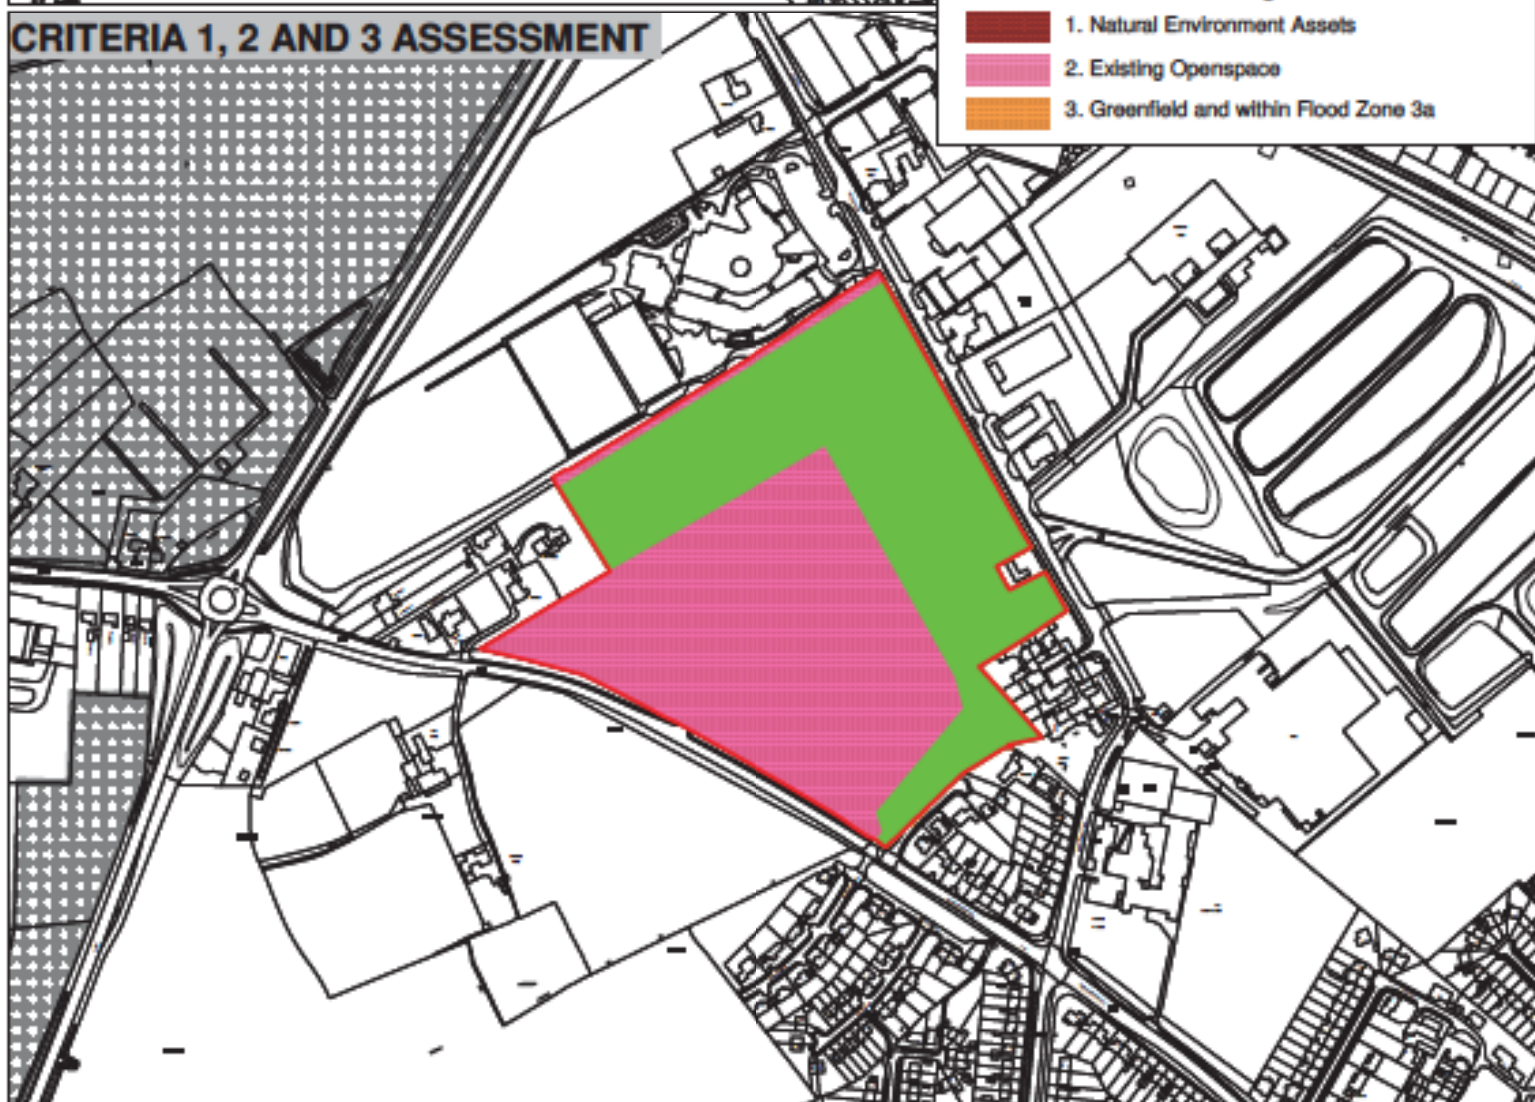 CRITERIA 1, 2 AND 3 ASSESSMENT
1. Natural Environment Assets
2. Existing Openspace
3. Greenfield and within Flood Zone 3a